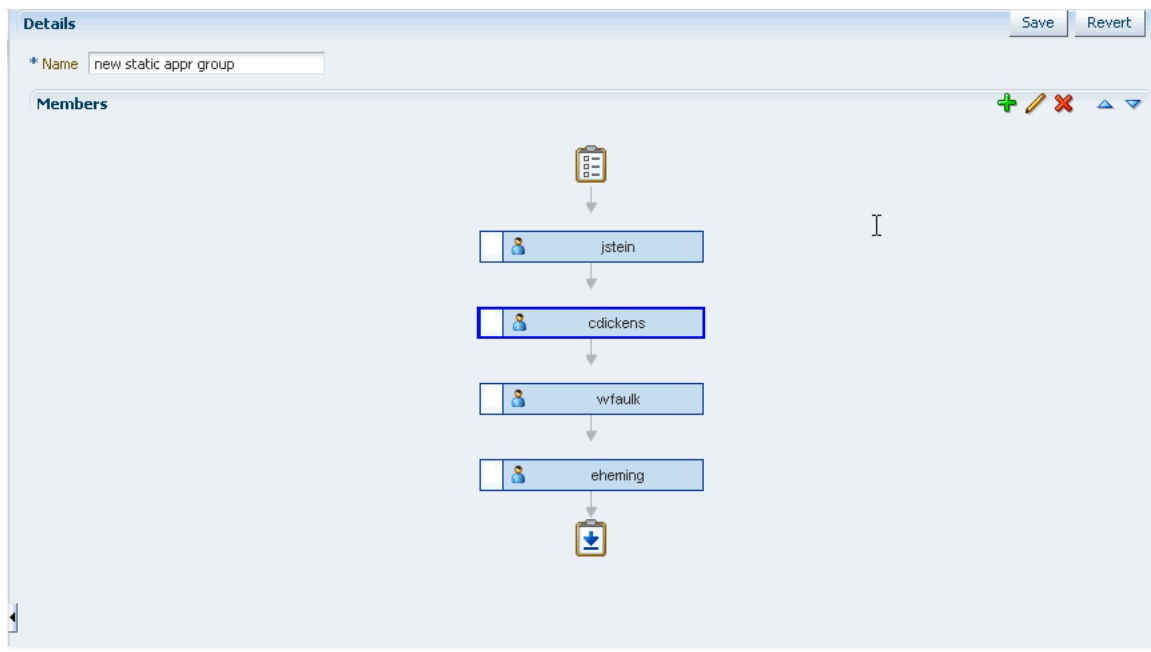 Details
Save
Revert
* Name
new static appr group
Members
jstein
cdickens
wfaulk
eheming